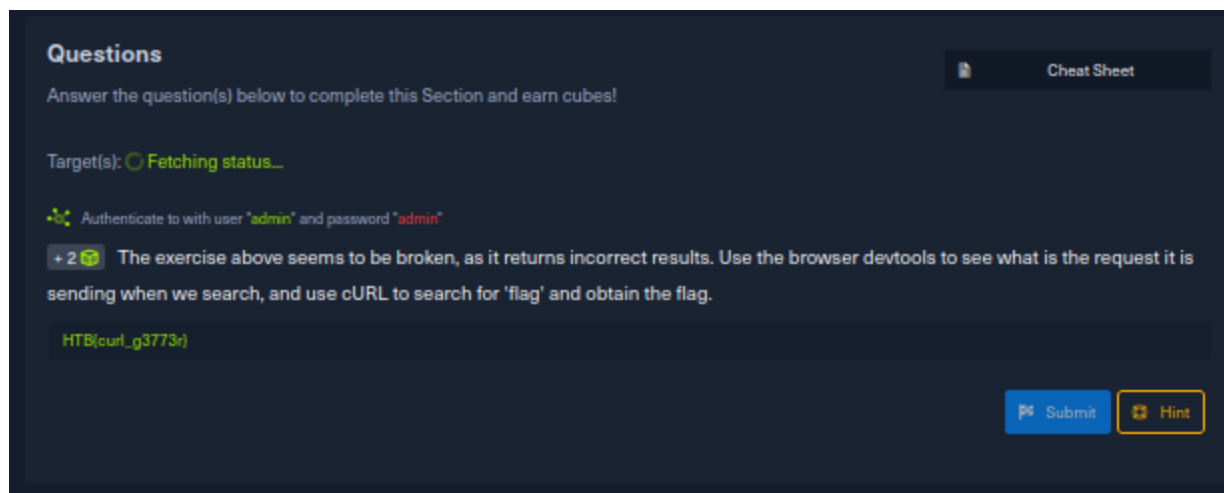 Questions
Cheat Sheet
Answer the question(s) below to complete this Section and earn cubes!
Target(s): Fetching status...
Authenticate to with user "admin" and password "admin"
+ 2 The exercise above seems to be broken, as it returns incorrect results. Use the browser devtools to see what is the request it is
sending when we search, and use cURL to search for 'flag' and obtain the flag.
HTB{curl_g3773r}
Submit
Hint